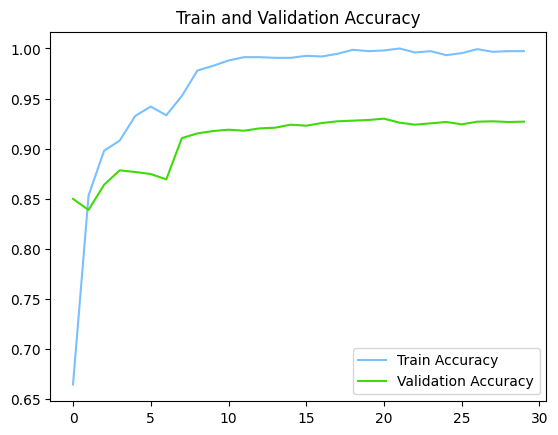 Train and Validation Accuracy
1.00
0.95
0.90
0.85
0.80
0.75
0.70
0.65
0 5 10 15 20 25 30
Train Accuracy
Validation Accuracy